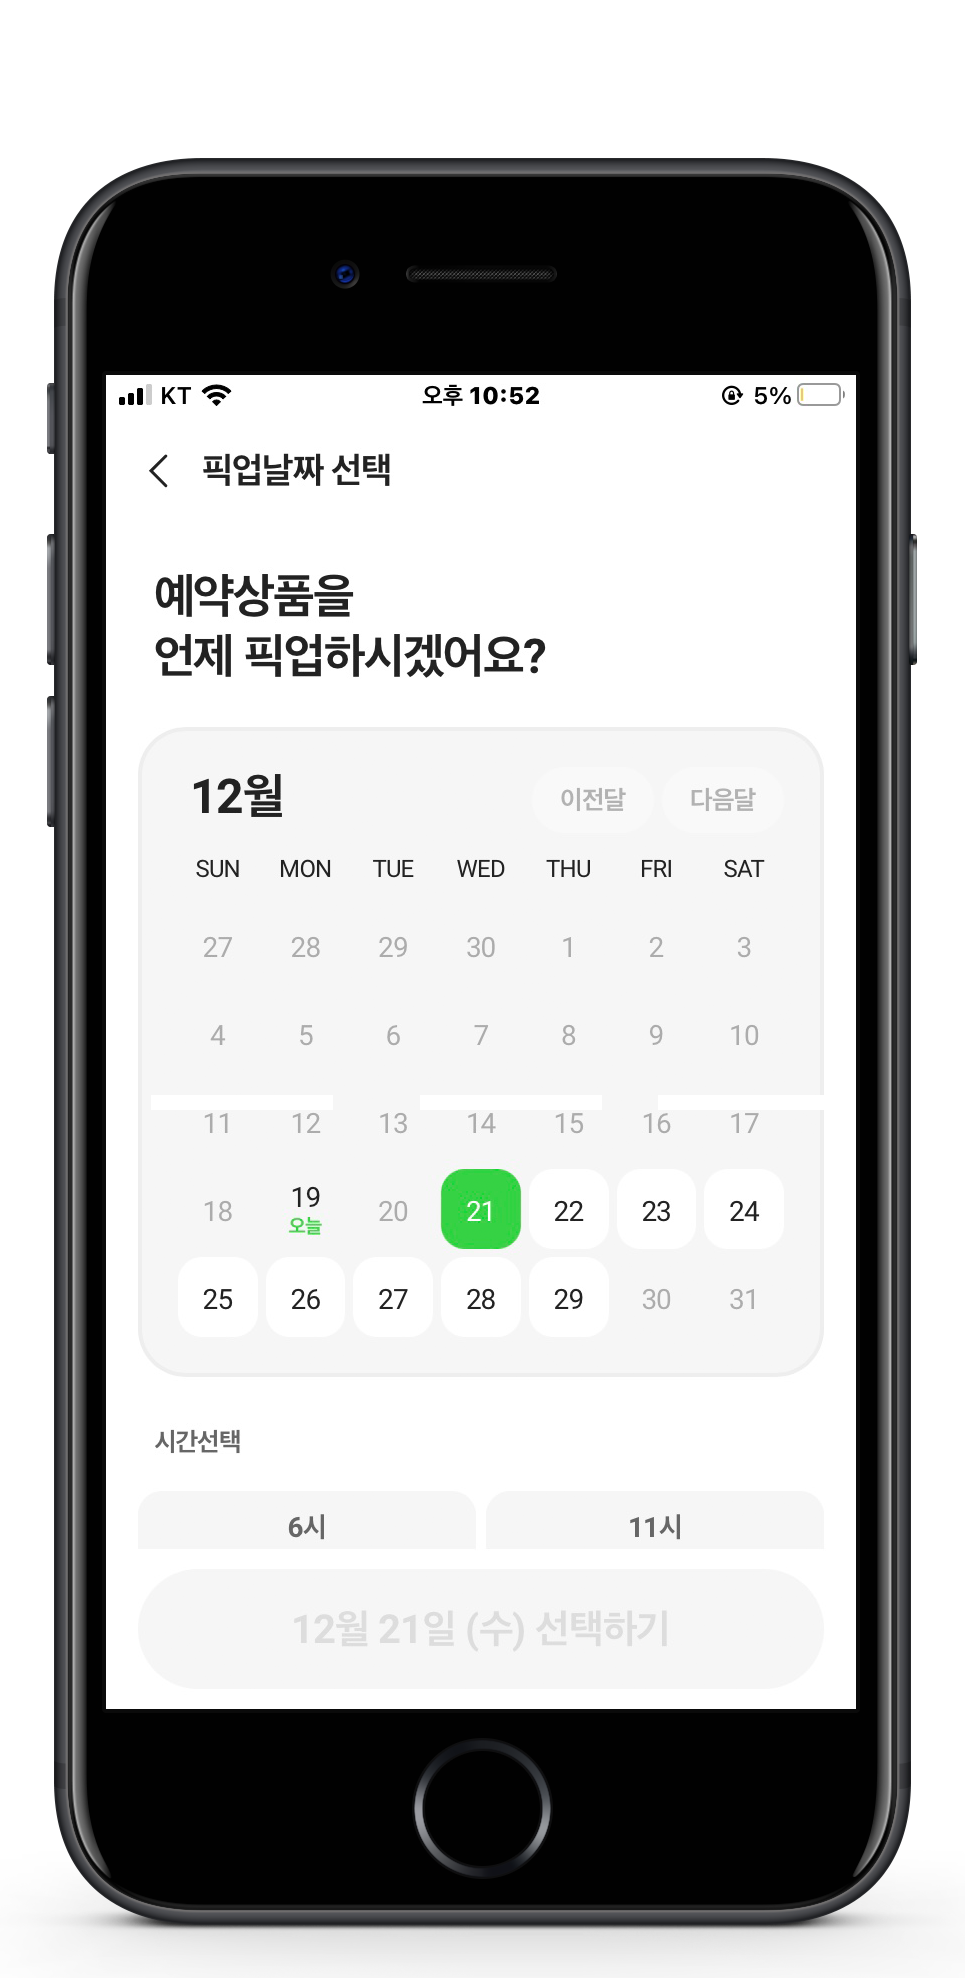 KT 오후 10:52 5%
픽업날짜 선택
예약상품을
언제 픽업하시겠어요?
12월 이전달 다음달
SUN MON TUE WED THU FRI SAT
27 28 29 30 1 2 3
4 5 6 7 8 9 10
11 12 13 14 15 16 17
18 19 20 21 22 23 24
오늘
25 26 27 28 29 30 31
시간선택
6시 11시
12월 21일 (수) 선택하기